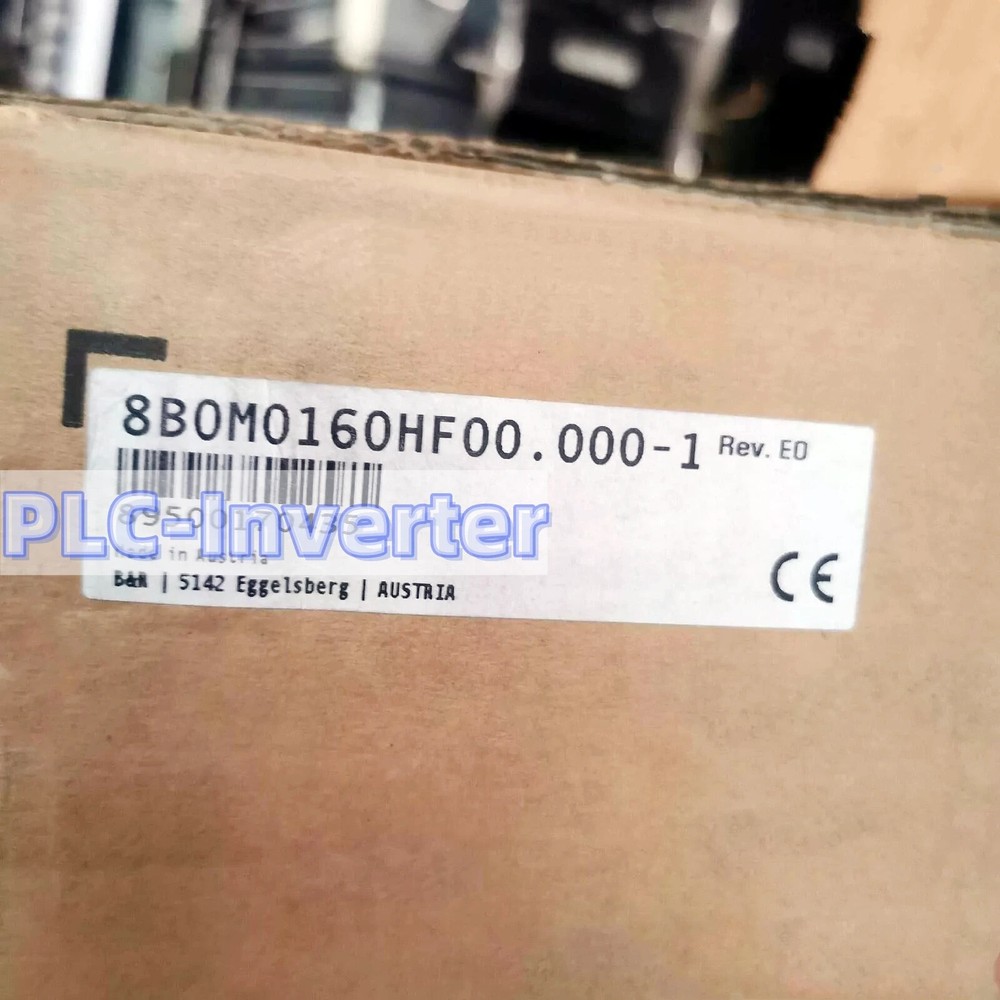 8B0M0160HF00.000-1 Rev. E0
PLC-Inverter
Made in Austria
B&R | 5142 Eggelsberg | AUSTRIA
CE